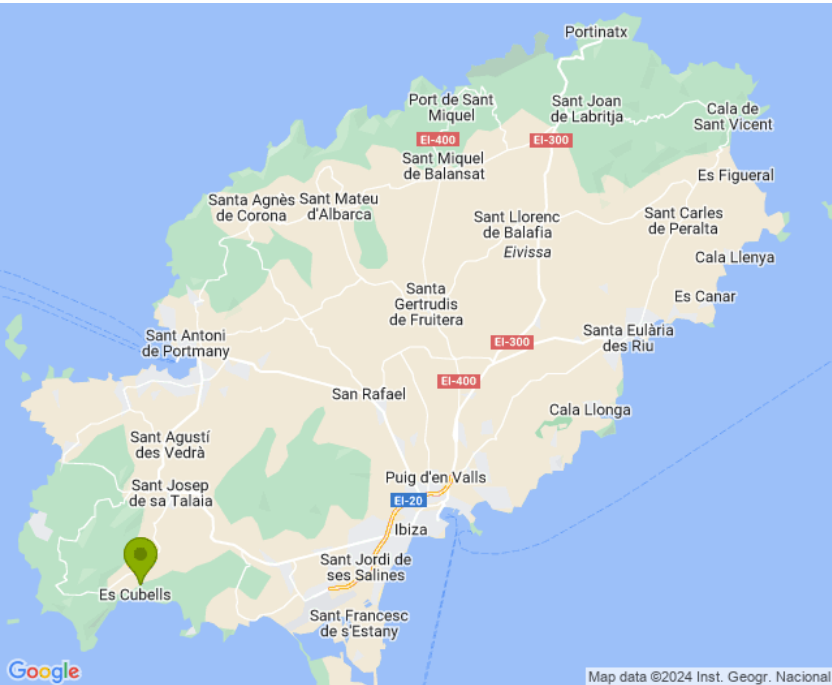 Portinatx
Port de Sant
Miquel
Sant Joan
de Labritja
Cala de
Sant Vicent
EI-400
EI-300
Sant Miquel
de Balansat
Es Figueral
Santa Agnès
de Corona
Sant Mateu
d'Albarca
Sant Llorenc
de Balafia
Sant Carles
de Peralta
Eivissa
Cala Llenya
Santa
Gertrudis
de Fruitera
Es Canar
Sant Antoni
de Portmany
Santa Eulària
des Riu
EI-300
EI-400
San Rafael
Cala Llonga
Sant Agustí
des Vedrà
Puig d'en Valls
Sant Josep
de sa Talaia
EI-20
Ibiza
Sant Jordi de
ses Salines
Es Cubells
Sant Francesc
de s'Estany
Google
Map data ©2024 Inst. Geogr. Nacional